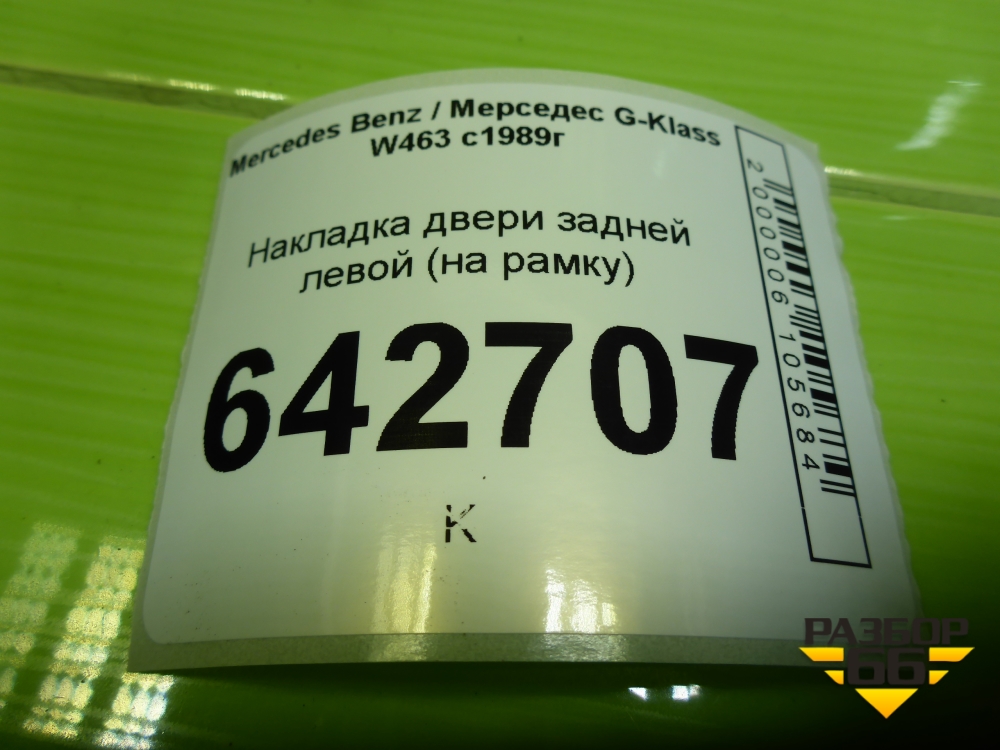 Mercedes Benz / Мерседес G-Klass
W463 с1989г
Накладка двери задней
левой (на рамку)
642707
К
2000006105684
РАЗБОР
66